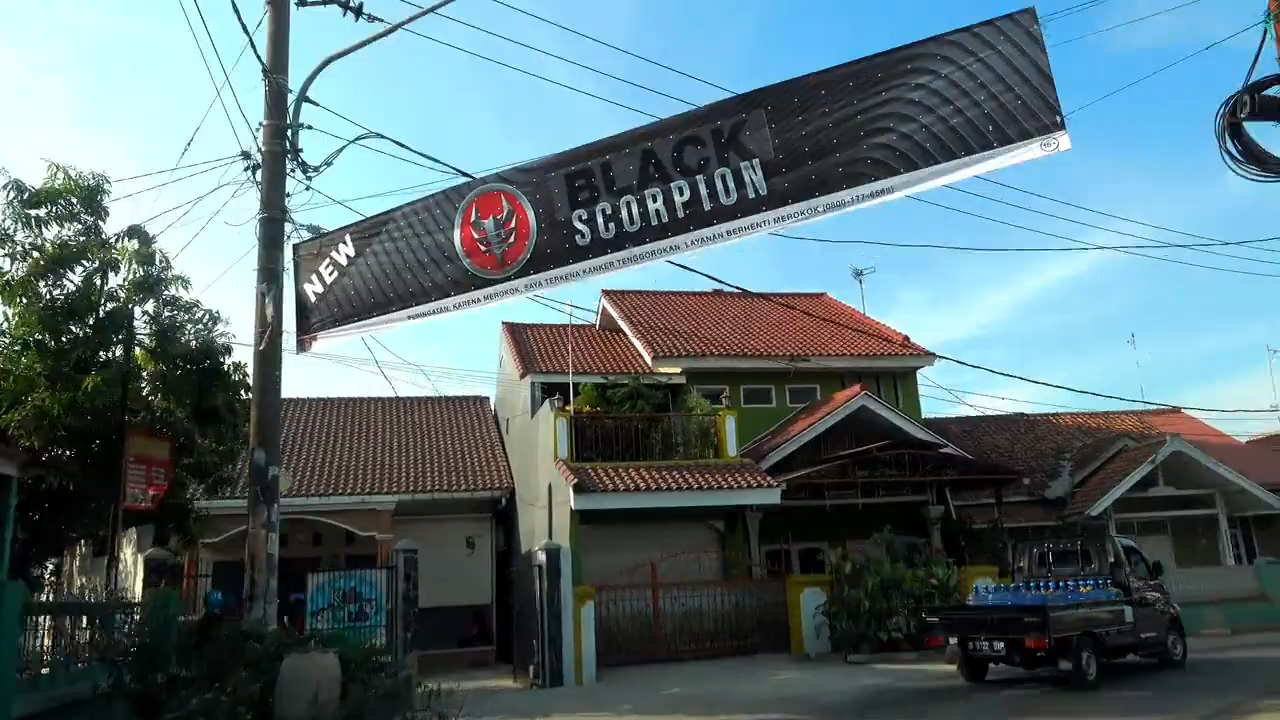 NEW
BLACK
SCORPION
18+
PERINGATAN: KARENA MEROKOK, SAYA TERKENA KANKER TENGGOROKAN. LAYANAN BERHENTI MEROKOK (0800-177-6565)